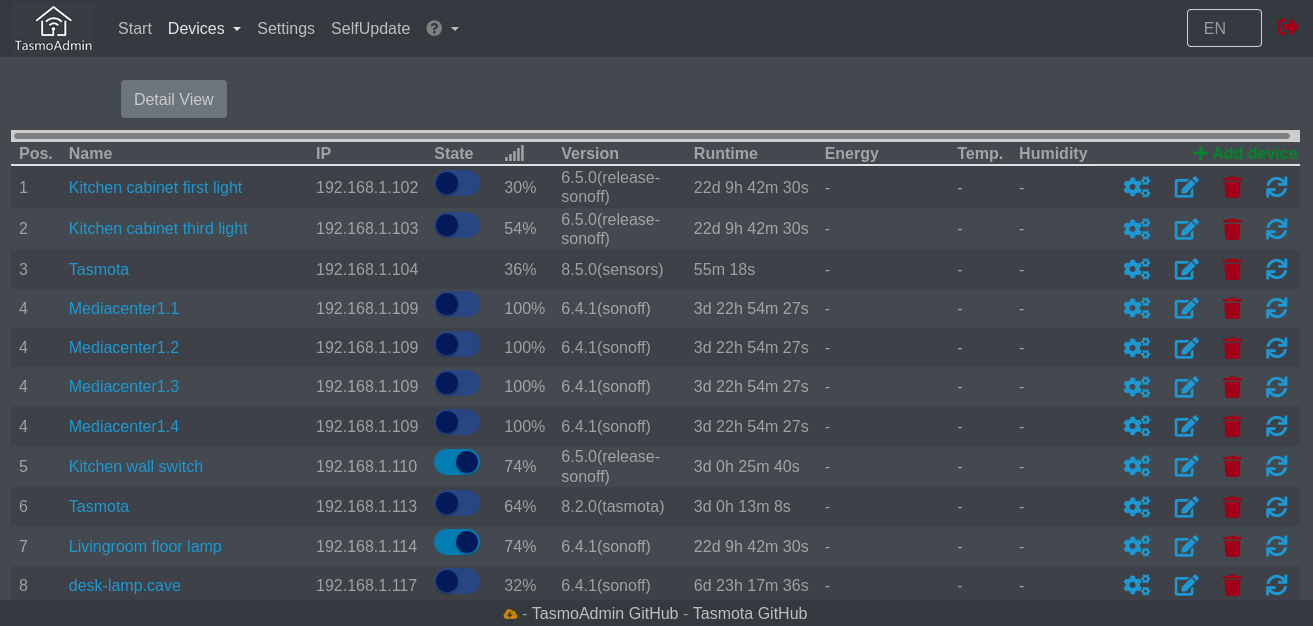 TasmoAdmin Start Devices Settings SelfUpdate EN
Detail View
Pos. Name IP State Version Runtime Energy Temp. Humidity + Add device
1 Kitchen cabinet first light 192.168.1.102 30% 6.5.0(release-sonoff) 22d 9h 42m 30s - - -
2 Kitchen cabinet third light 192.168.1.103 54% 6.5.0(release-sonoff) 22d 9h 42m 30s - - -
3 Tasmota 192.168.1.104 36% 8.5.0(sensors) 55m 18s - - -
4 Mediacenter1.1 192.168.1.109 100% 6.4.1(sonoff) 3d 22h 54m 27s - - -
4 Mediacenter1.2 192.168.1.109 100% 6.4.1(sonoff) 3d 22h 54m 27s - - -
4 Mediacenter1.3 192.168.1.109 100% 6.4.1(sonoff) 3d 22h 54m 27s - - -
4 Mediacenter1.4 192.168.1.109 100% 6.4.1(sonoff) 3d 22h 54m 27s - - -
5 Kitchen wall switch 192.168.1.110 74% 6.5.0(release-sonoff) 3d 0h 25m 40s - - -
6 Tasmota 192.168.1.113 64% 8.2.0(tasmota) 3d 0h 13m 8s - - -
7 Livingroom floor lamp 192.168.1.114 74% 6.4.1(sonoff) 22d 9h 42m 30s - - -
8 desk-lamp.cave 192.168.1.117 32% 6.4.1(sonoff) 6d 23h 17m 36s - - -
- TasmoAdmin GitHub - Tasmota GitHub